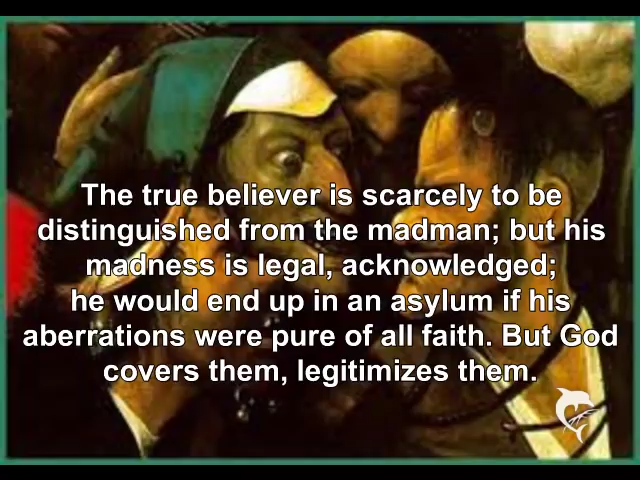 The true believer is scarcely to be
distinguished from the madman; but his
madness is legal, acknowledged;
he would end up in an asylum if his
aberrations were pure of all faith. But God
covers them, legitimizes them.